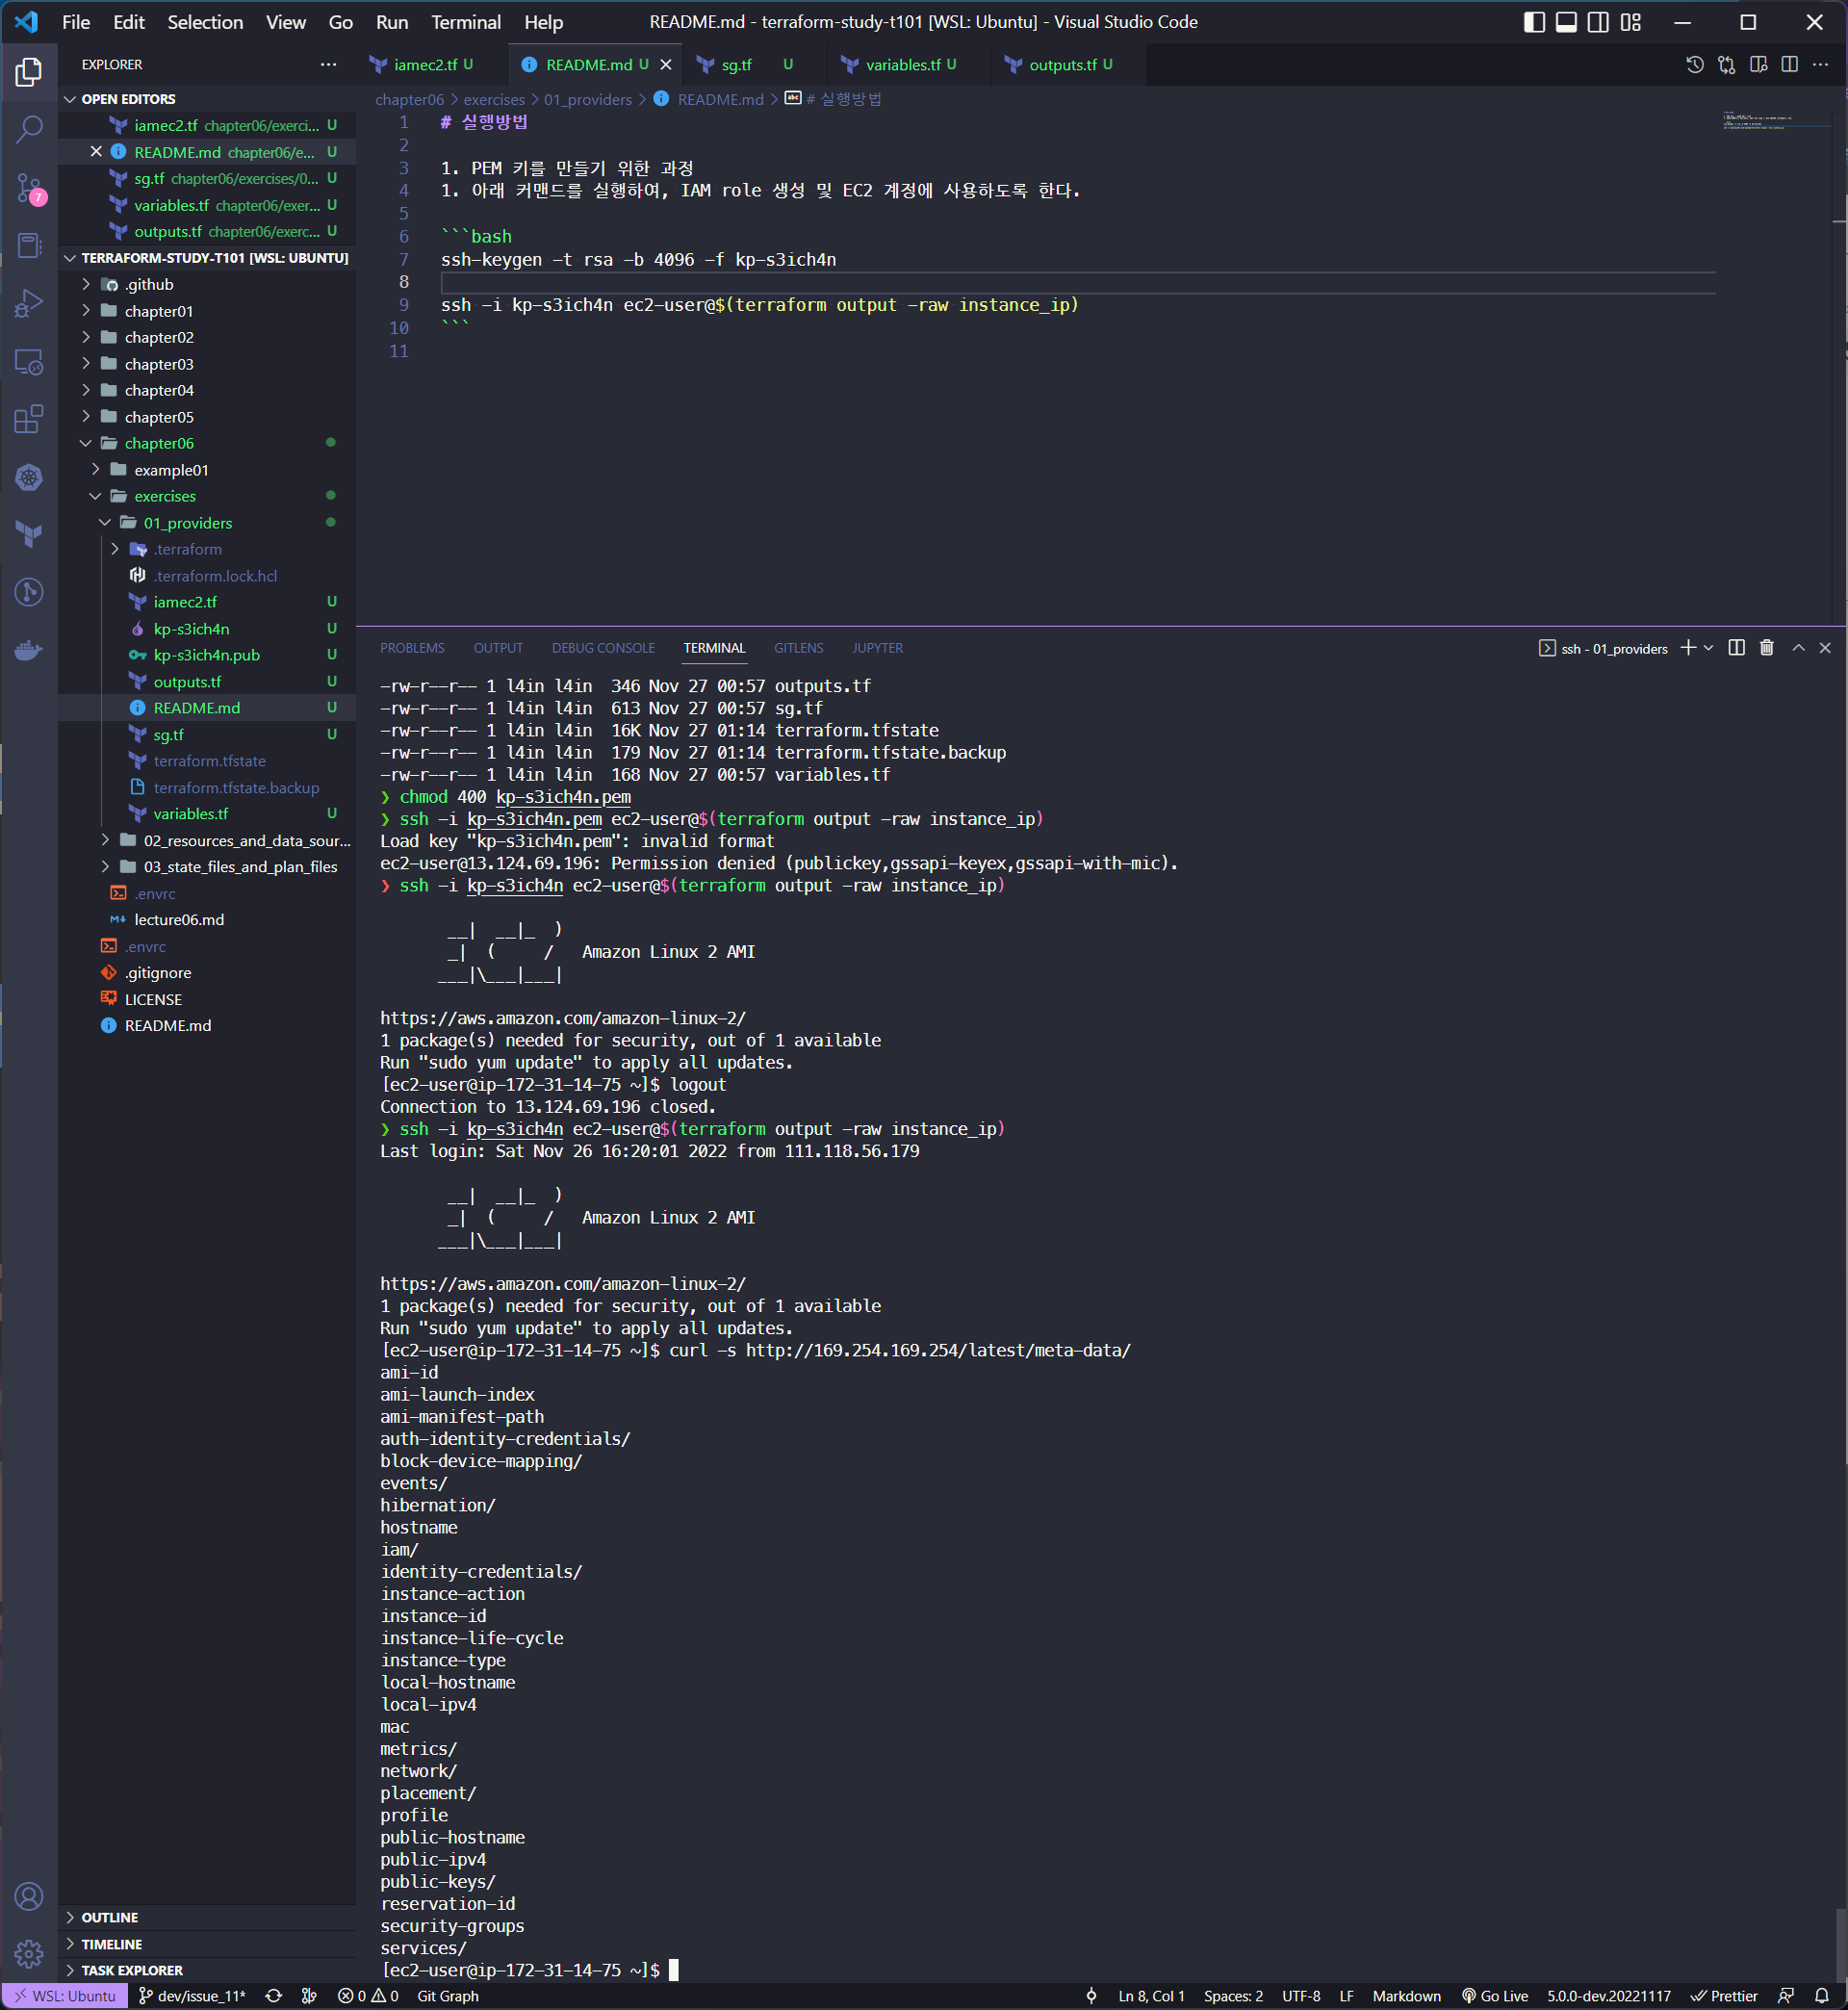 File Edit Selection View Go Run Terminal Help
README.md - terraform-study-t101 [WSL: Ubuntu] - Visual Studio Code
EXPLORER
OPEN EDITORS
iamec2.tf chapter06/exerci... U
README.md chapter06/e... U
sg.tf chapter06/exercises/0... U
variables.tf chapter06/exer... U
outputs.tf chapter06/exerc... U
TERRAFORM-STUDY-T101 [WSL: UBUNTU]
.github
chapter01
chapter02
chapter03
chapter04
chapter05
chapter06
example01
exercises
01_providers
.terraform
.terraform.lock.hcl
iamec2.tf U
kp-s3ich4n U
kp-s3ich4n.pub U
outputs.tf U
README.md U
sg.tf U
terraform.tfstate
terraform.tfstate.backup
variables.tf U
02_resources_and_data_sour...
03_state_files_and_plan_files
.envrc
lecture06.md
.envrc
.gitignore
LICENSE
README.md
7
OUTLINE
TIMELINE
TASK EXPLORER
iamec2.tf U
README.md U
sg.tf U
variables.tf U
outputs.tf U
chapter06 > exercises > 01_providers > README.md > # 실행방법
1 # 실행방법
2
3 1. PEM 키를 만들기 위한 과정
4 1. 아래 커맨드를 실행하여, IAM role 생성 및 EC2 계정에 사용하도록 한다.
5
6 ```bash
7 ssh-keygen -t rsa -b 4096 -f kp-s3ich4n
8
9 ssh -i kp-s3ich4n ec2-user@$(terraform output -raw instance_ip)
10 ```
11
PROBLEMS OUTPUT DEBUG CONSOLE TERMINAL GITLENS JUPYTER
ssh - 01_providers
-rw-r--r-- 1 l4in l4in  346 Nov 27 00:57 outputs.tf
-rw-r--r-- 1 l4in l4in  613 Nov 27 00:57 sg.tf
-rw-r--r-- 1 l4in l4in  16K Nov 27 01:14 terraform.tfstate
-rw-r--r-- 1 l4in l4in  179 Nov 27 01:14 terraform.tfstate.backup
-rw-r--r-- 1 l4in l4in  168 Nov 27 00:57 variables.tf
❯ chmod 400 kp-s3ich4n.pem
❯ ssh -i kp-s3ich4n.pem ec2-user@$(terraform output -raw instance_ip)
Load key "kp-s3ich4n.pem": invalid format
ec2-user@13.124.69.196: Permission denied (publickey,gssapi-keyex,gssapi-with-mic).
❯ ssh -i kp-s3ich4n ec2-user@$(terraform output -raw instance_ip)
       __|  __|_  )
       _|  (     /   Amazon Linux 2 AMI
      ___|\___|___|
https://aws.amazon.com/amazon-linux-2/
1 package(s) needed for security, out of 1 available
Run "sudo yum update" to apply all updates.
[ec2-user@ip-172-31-14-75 ~]$ logout
Connection to 13.124.69.196 closed.
❯ ssh -i kp-s3ich4n ec2-user@$(terraform output -raw instance_ip)
Last login: Sat Nov 26 16:20:01 2022 from 111.118.56.179
       __|  __|_  )
       _|  (     /   Amazon Linux 2 AMI
      ___|\___|___|
https://aws.amazon.com/amazon-linux-2/
1 package(s) needed for security, out of 1 available
Run "sudo yum update" to apply all updates.
[ec2-user@ip-172-31-14-75 ~]$ curl -s http://169.254.169.254/latest/meta-data/
ami-id
ami-launch-index
ami-manifest-path
auth-identity-credentials/
block-device-mapping/
events/
hibernation/
hostname
iam/
identity-credentials/
instance-action
instance-id
instance-life-cycle
instance-type
local-hostname
local-ipv4
mac
metrics/
network/
placement/
profile
public-hostname
public-ipv4
public-keys/
reservation-id
security-groups
services/
[ec2-user@ip-172-31-14-75 ~]$
WSL: Ubuntu dev/issue_11* 0 0 Git Graph Ln 8, Col 1 Spaces: 2 UTF-8 LF Markdown Go Live 5.0.0-dev.20221117 Prettier